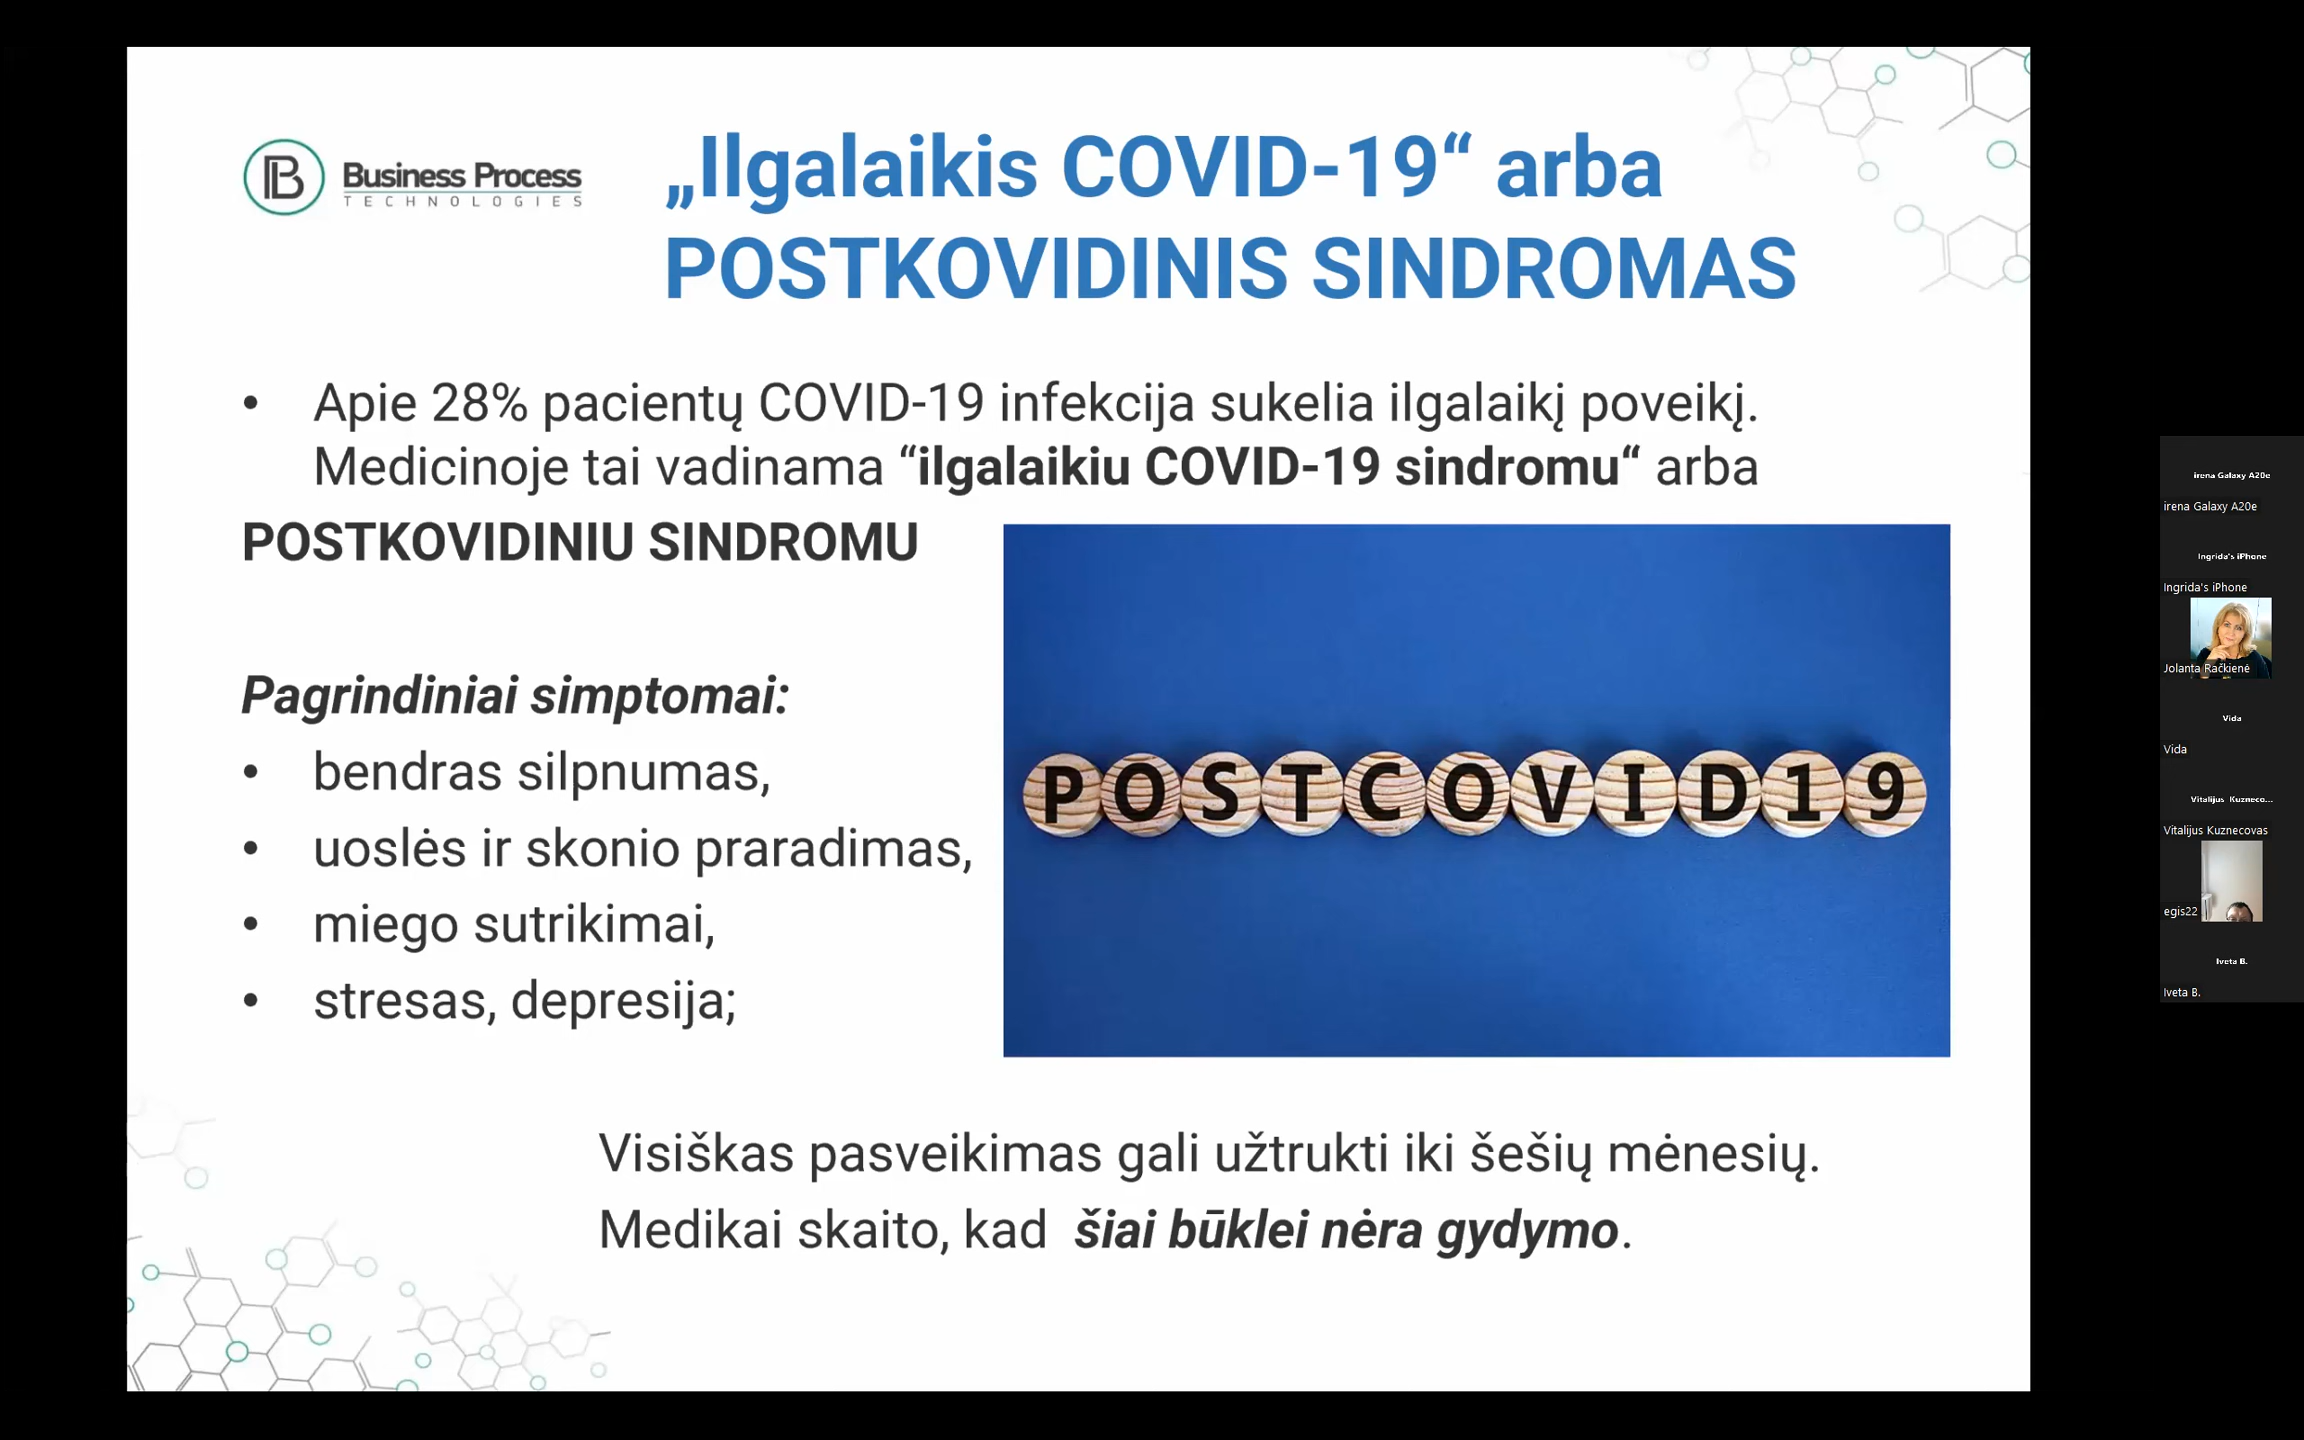 Business Process
TECHNOLOGIES
„Ilgalaikis COVID-19“ arba
POSTKOVIDINIS SINDROMAS
• Apie 28% pacientų COVID-19 infekcija sukelia ilgalaikį poveikį.
Medicinoje tai vadinama “ilgalaikiu COVID-19 sindromu“ arba
POSTKOVIDINIU SINDROMU
Pagrindiniai simptomai:
• bendras silpnumas,
• uoslės ir skonio praradimas,
• miego sutrikimai,
• stresas, depresija;
POSTCOVID19
Visiškas pasveikimas gali užtrukti iki šešių mėnesių.
Medikai skaito, kad šiai būklei nėra gydymo.
irena Galaxy A20e
irena Galaxy A20e
Ingrida's iPhone
Ingrida's iPhone
Jolanta Račkienė
Vida
Vida
Vitalijus Kuzneco...
Vitalijus Kuznecovas
egis22
Iveta B.
Iveta B.